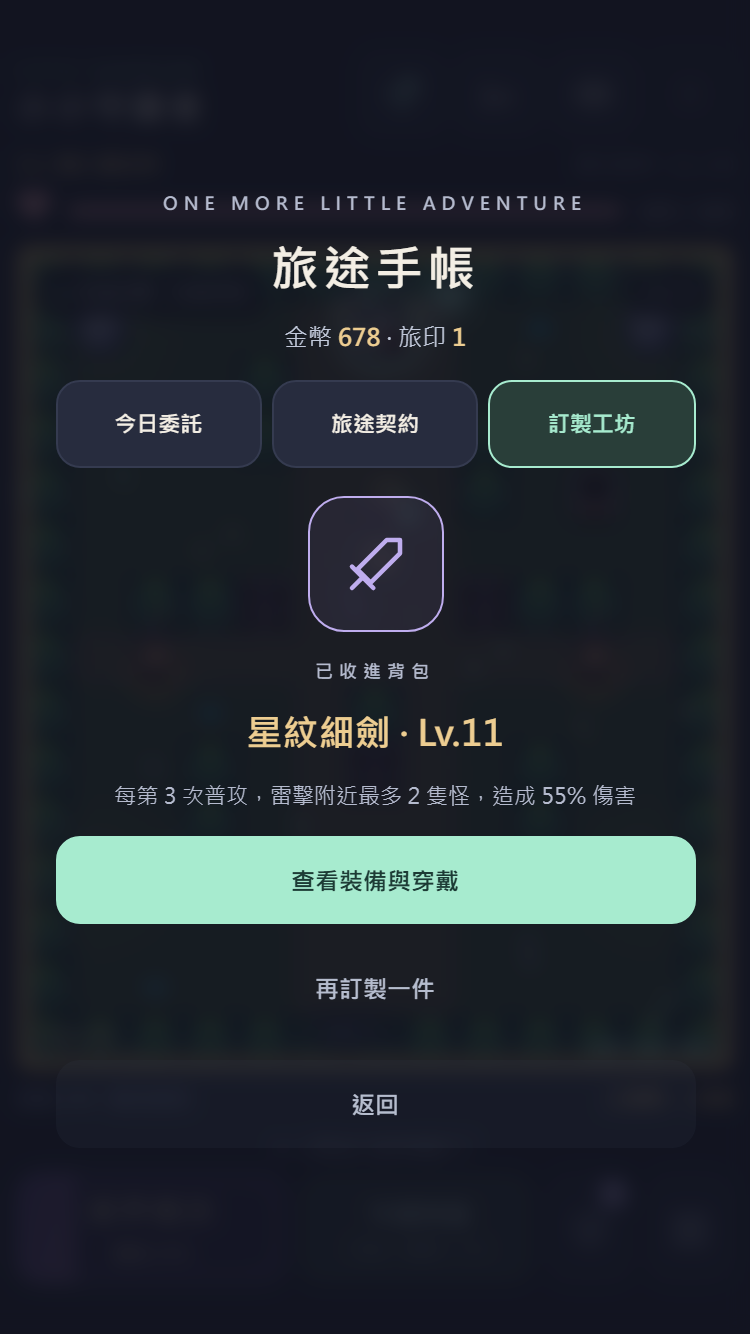 ONE MORE LITTLE ADVENTURE
旅途手帳
金幣 678 · 旅印 1
今日委託 旅途契約 訂製工坊
已收進背包
星紋細劍 · Lv.11
每第 3 次普攻，雷擊附近最多 2 隻怪，造成 55% 傷害
查看裝備與穿戴
再訂製一件
返回